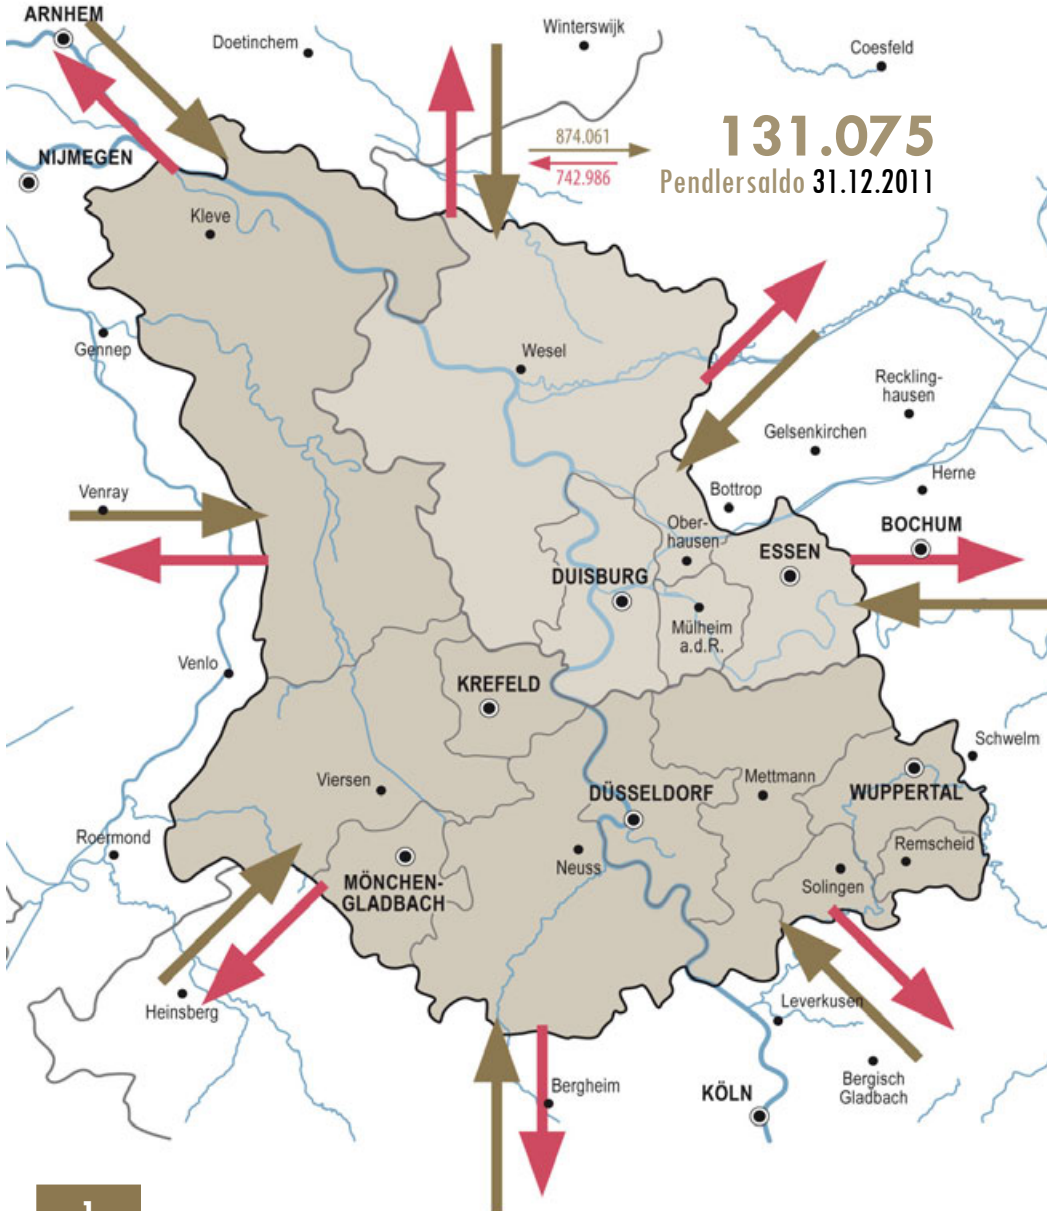 ARNHEM
Winterswijk
Doetinchem
Coesfeld
874.061
742.986
131.075
Pendlersaldo 31.12.2011
NIJMEGEN
Kleve
Gennep
Wesel
Reckling-
hausen
Gelsenkirchen
Herne
Venray
Bottrop
Ober-
hausen
BOCHUM
ESSEN
DUISBURG
Mülheim
a.d.R.
Venlo
KREFELD
Schwelm
Viersen
Mettmann
DÜSSELDORF
WUPPERTAL
Roermond
Neuss
Remscheid
Solingen
MÖNCHEN-
GLADBACH
Heinsberg
Leverkusen
Bergheim
KÖLN
Bergisch
Gladbach
1